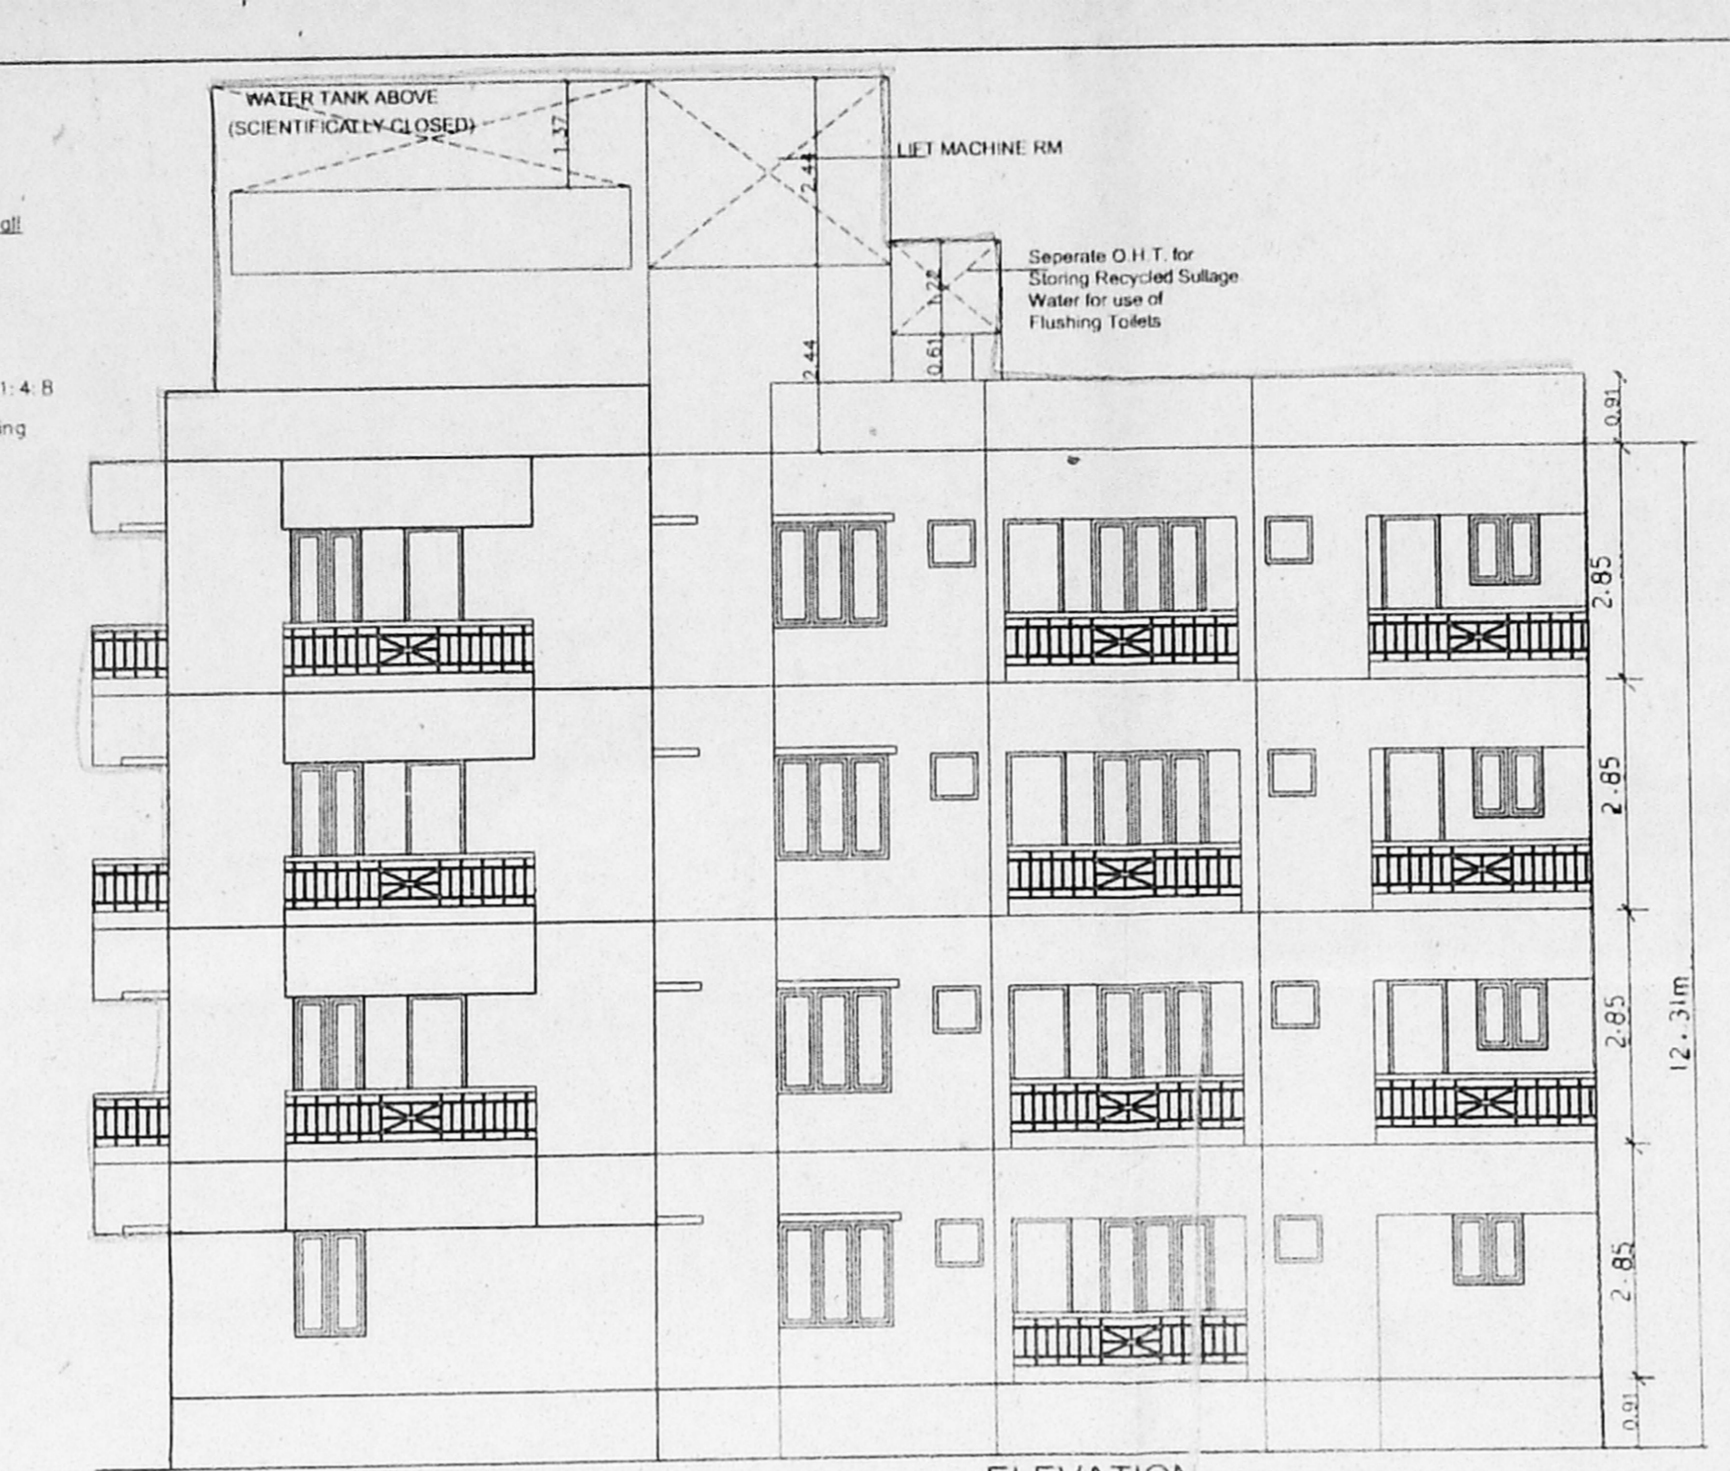 WATER TANK ABOVE
(SCIENTIFICALLY CLOSED)
1.37
2.44
LIFT MACHINE RM
Seperate O.H.T. for
Storing Recycled Sullage
Water for use of
Flushing Toilets
1.22
0.61
2.44
1: 4: B
0.91
2.85
2.85
2.85
12.31m
2.85
0.91
ELEVATION